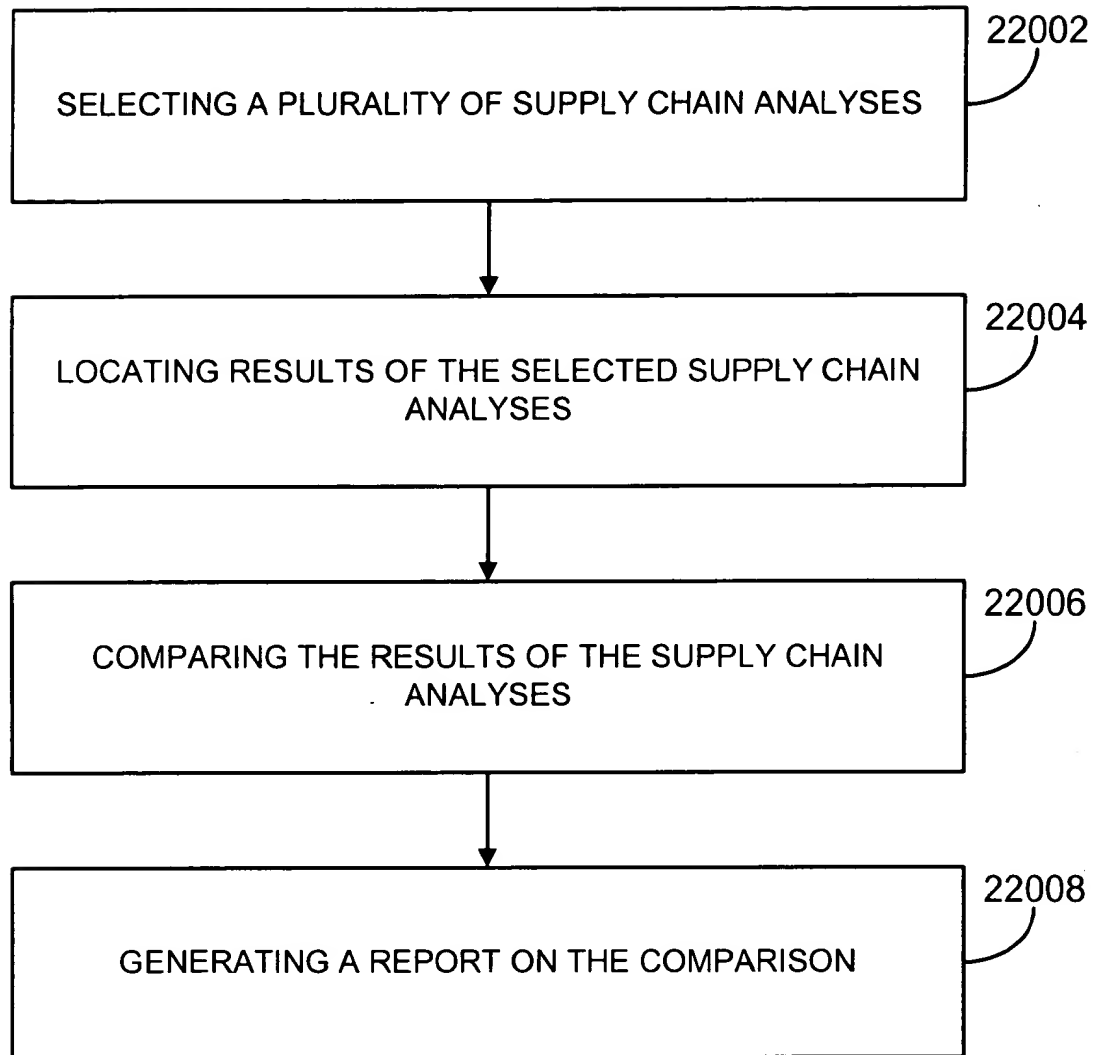 22002
SELECTING A PLURALITY OF SUPPLY CHAIN ANALYSES
22004
LOCATING RESULTS OF THE SELECTED SUPPLY CHAIN
ANALYSES
22006
COMPARING THE RESULTS OF THE SUPPLY CHAIN
ANALYSES
22008
GENERATING A REPORT ON THE COMPARISON